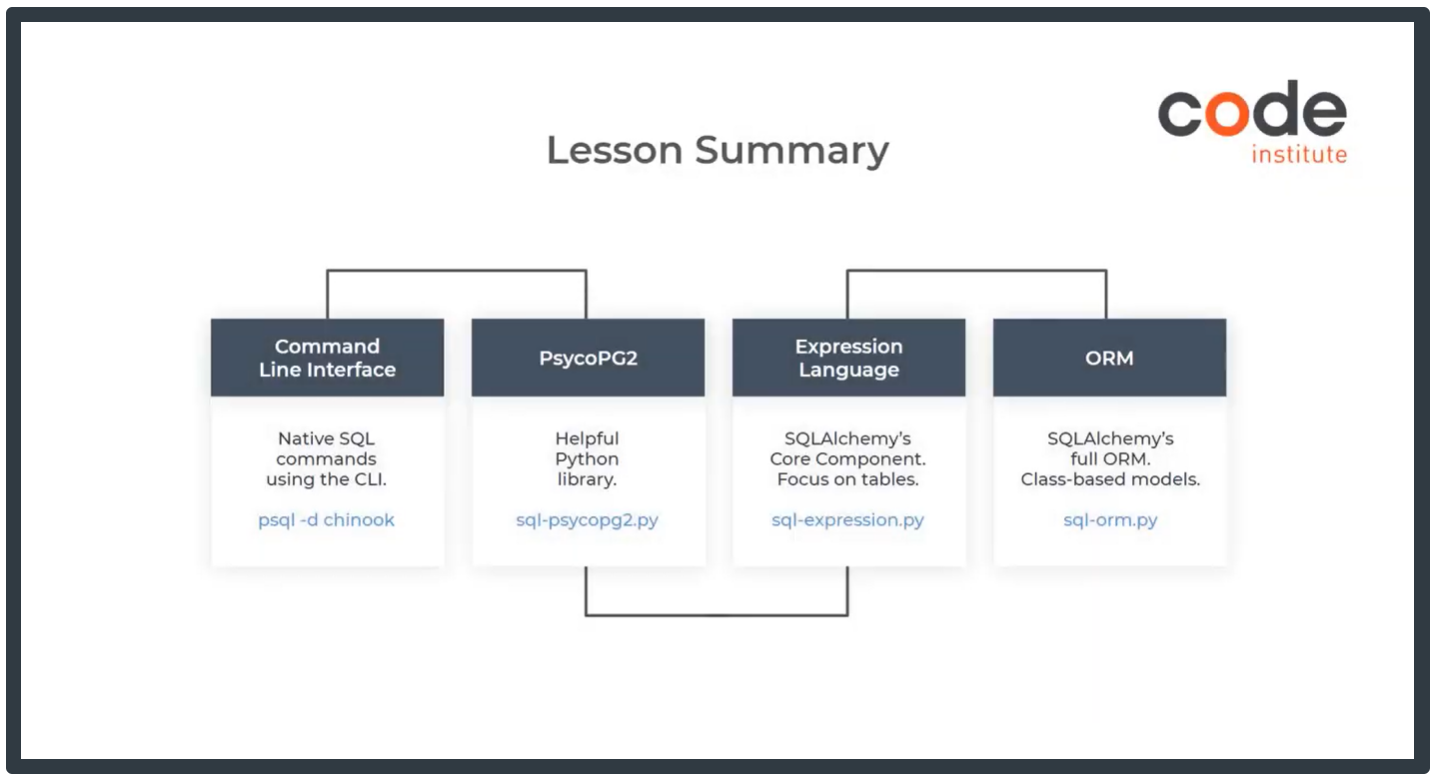 code
institute
Lesson Summary
Command
Line Interface
Native SQL
commands
using the CLI.
psql -d chinook
PsycoPG2
Helpful
Python
library.
sql-psycopg2.py
Expression
Language
SQLAlchemy’s
Core Component.
Focus on tables.
sql-expression.py
ORM
SQLAlchemy’s
full ORM.
Class-based models.
sql-orm.py